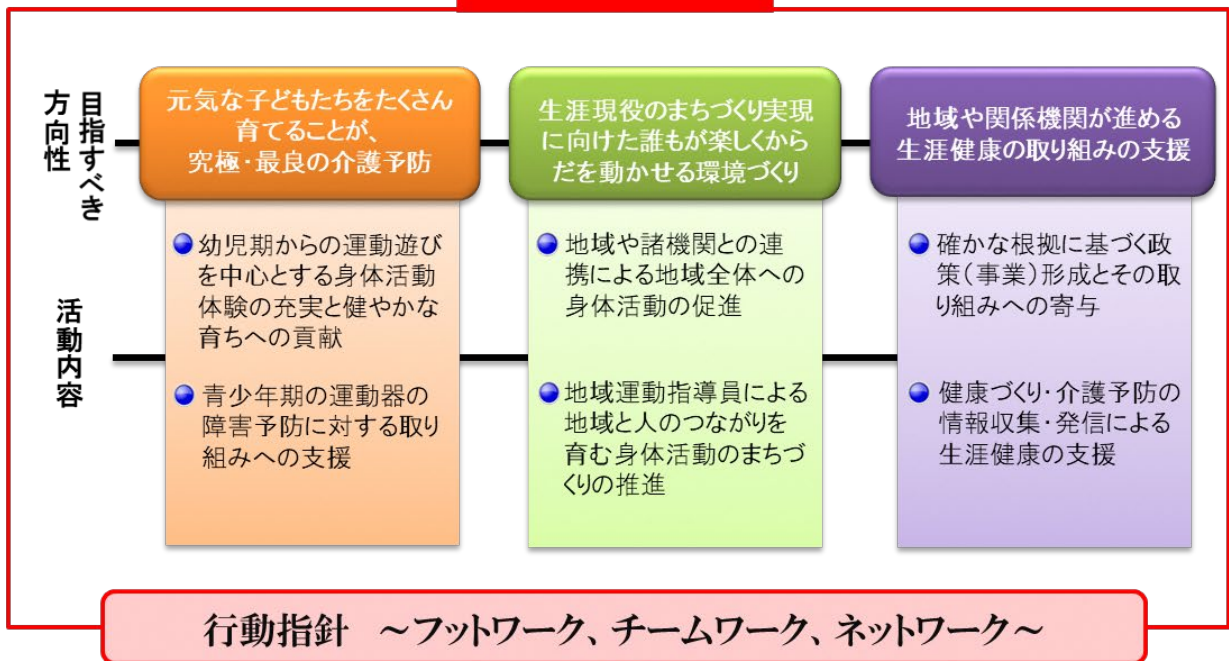 目指すべき
方向性
元気な子どもたちをたくさん
育てることが、
究極・最良の介護予防
生涯現役のまちづくり実現
に向けた誰もが楽しくから
だを動かせる環境づくり
地域や関係機関が進める
生涯健康の取り組みの支援
活動内容
幼児期からの運動遊び
を中心とする身体活動
体験の充実と健やかな
育ちへの貢献
青少年期の運動器の
障害予防に対する取り
組みへの支援
地域や諸機関との連
携による地域全体への
身体活動の促進
地域運動指導員による
地域と人のつながりを
育む身体活動のまちづ
くりの推進
確かな根拠に基づく政
策(事業)形成とその取
り組みへの寄与
健康づくり・介護予防の
情報収集・発信による
生涯健康の支援
行動指針 ～フットワーク、チームワーク、ネットワーク～